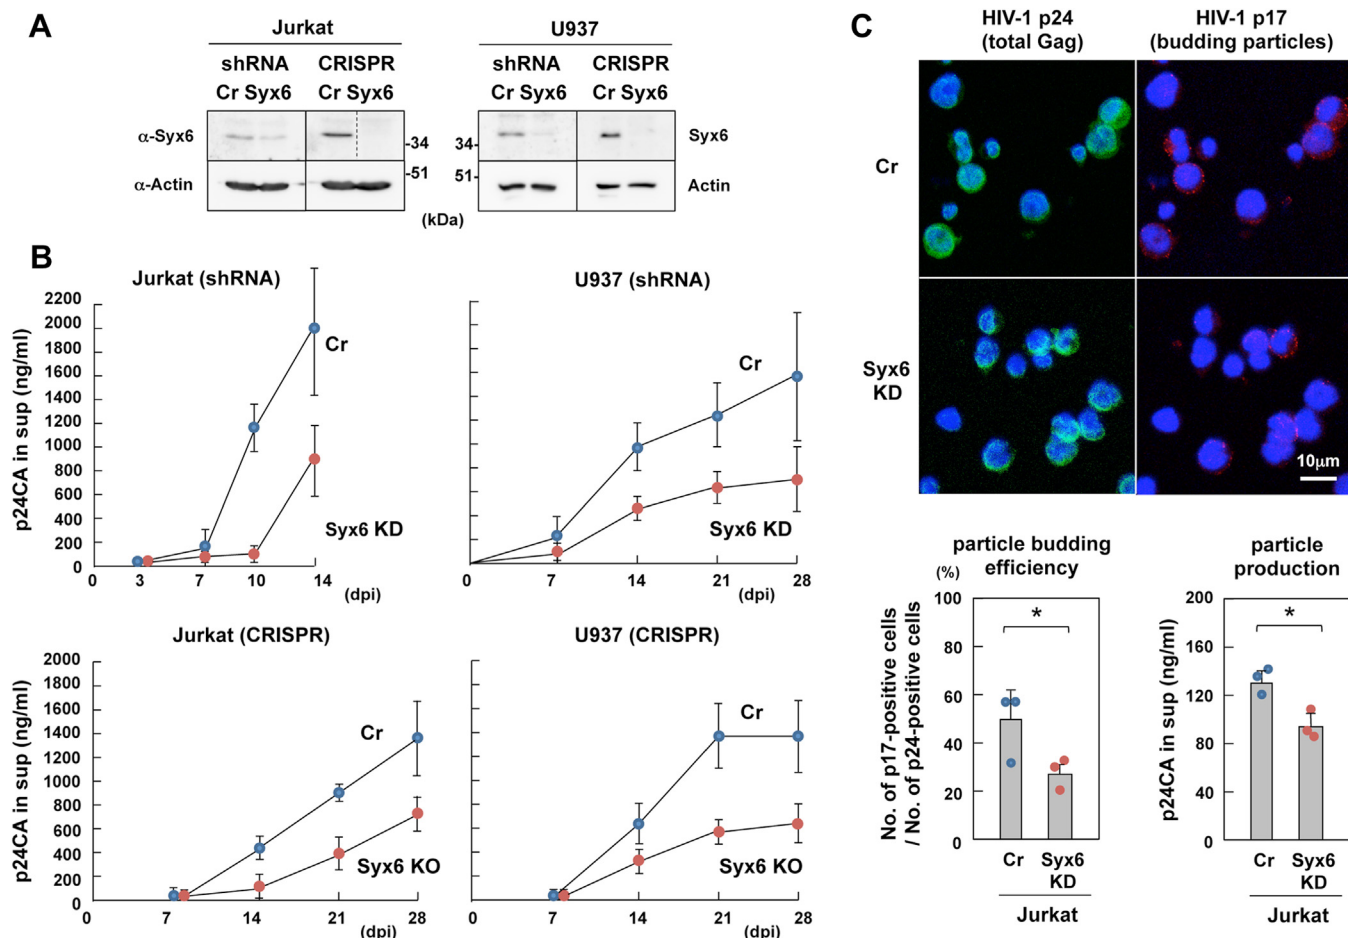 A
Jurkat
U937
shRNA CRISPR
shRNA CRISPR
Cr Syx6 Cr Syx6
Cr Syx6 Cr Syx6
α-Syx6
-34
34-
Syx6
-51
51-
α-Actin
Actin
(kDa)
B
Jurkat (shRNA)
p24CA in sup (ng/ml)
2200
2000
1800
1600
1400
1200
1000
800
600
400
200
0
Cr
Syx6 KD
0 3 7 10 14
(dpi)
U937 (shRNA)
Cr
Syx6 KD
0 7 14 21 28
(dpi)
Jurkat (CRISPR)
p24CA in sup (ng/ml)
2000
1800
1600
1400
1200
1000
800
600
400
200
0
Cr
Syx6 KO
0 7 14 21 28
(dpi)
U937 (CRISPR)
Cr
Syx6 KO
0 7 14 21 28
(dpi)
C
HIV-1 p24
(total Gag)
HIV-1 p17
(budding particles)
Cr
Syx6
KD
10µm
particle budding
efficiency
(%)
No. of p17-positive cells
/ No. of p24-positive cells
100
80
60
40
20
0
*
Cr Syx6
KD
Jurkat
particle
production
p24CA in sup (ng/ml)
200
160
120
80
40
0
*
Cr Syx6
KD
Jurkat